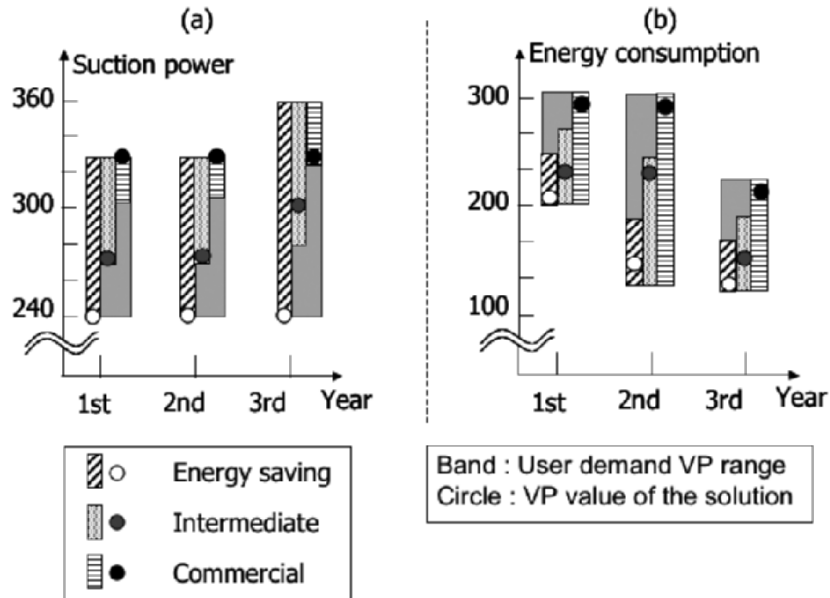 (a)
Suction power
360
300
240
1st 2nd 3rd Year
(b)
Energy consumption
300
200
100
1st 2nd 3rd Year
Energy saving
Intermediate
Commercial
Band : User demand VP range
Circle : VP value of the solution